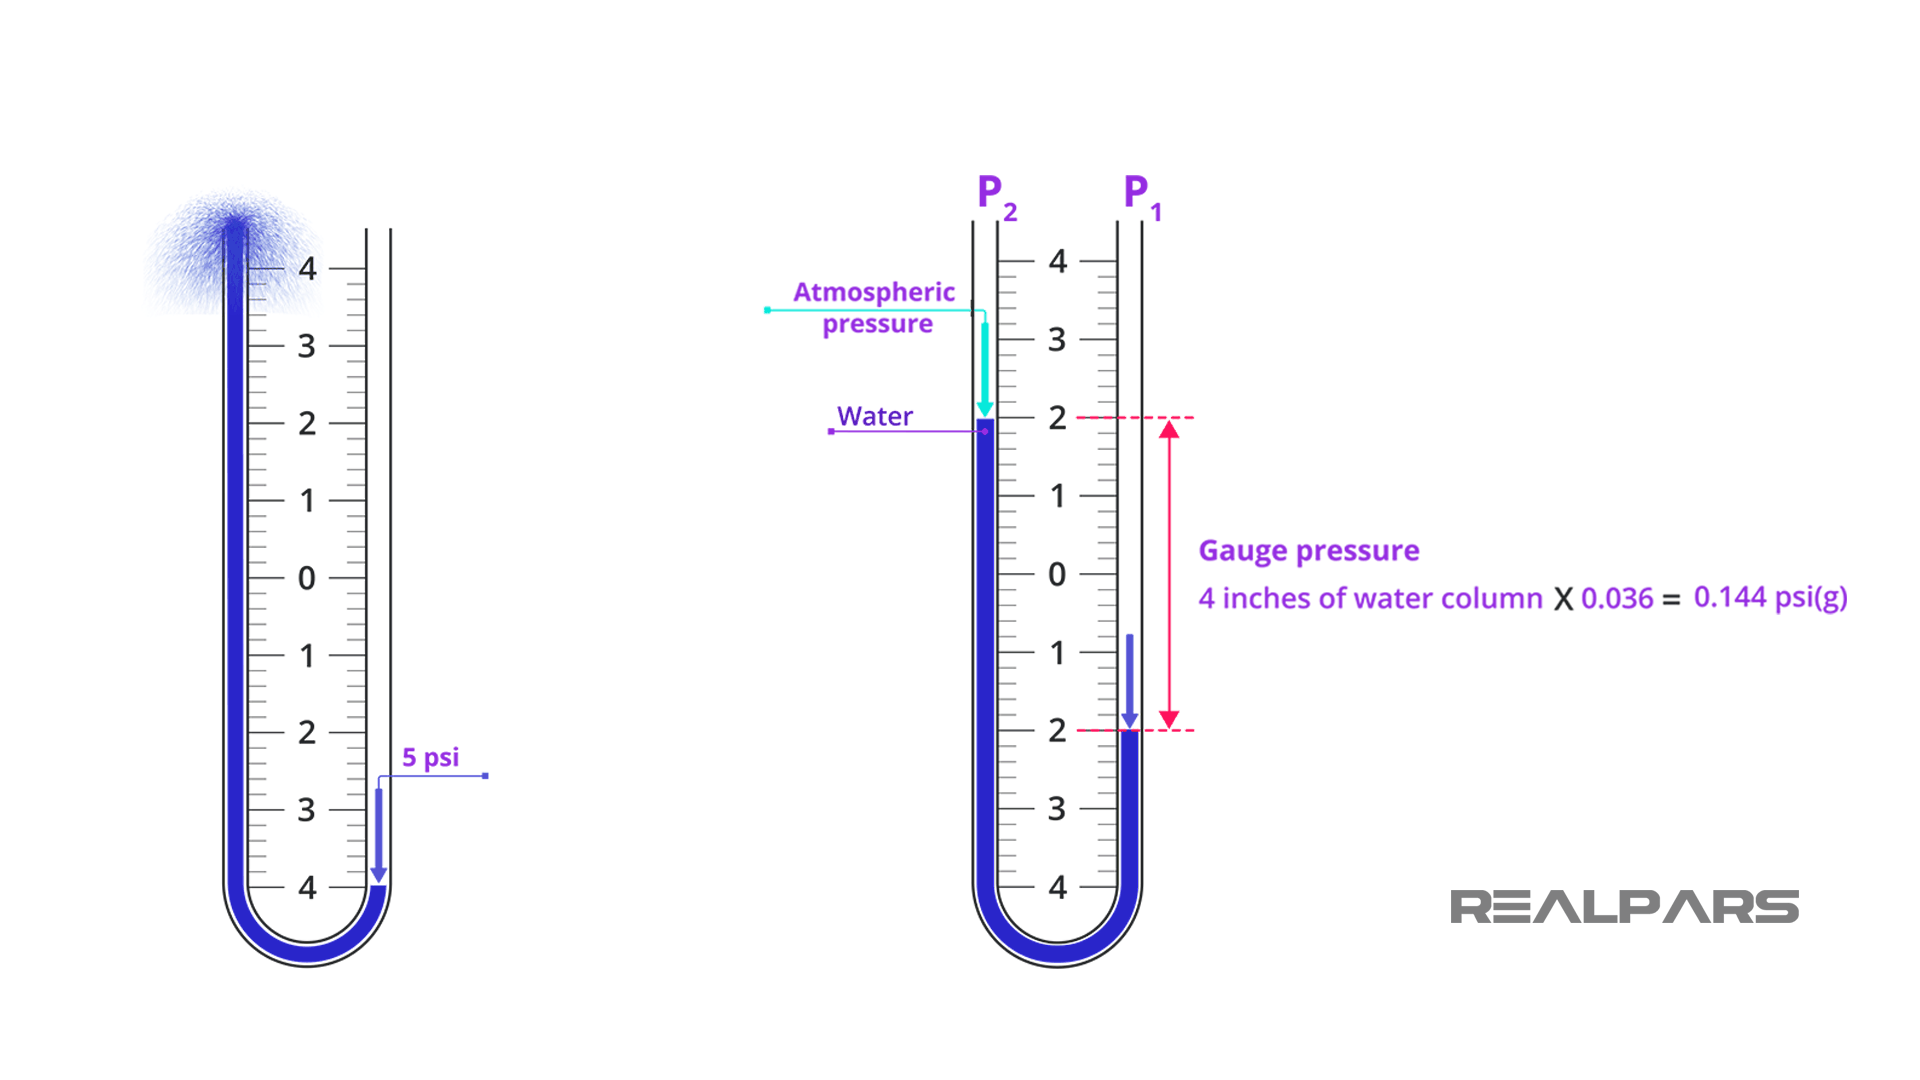 4
3
2
1
0
1
2
3
4
5 psi
P2
P1
Atmospheric
pressure
Water
4
3
2
1
0
1
2
3
4
Gauge pressure
4 inches of water column X 0.036 = 0.144 psi(g)
REALPARS